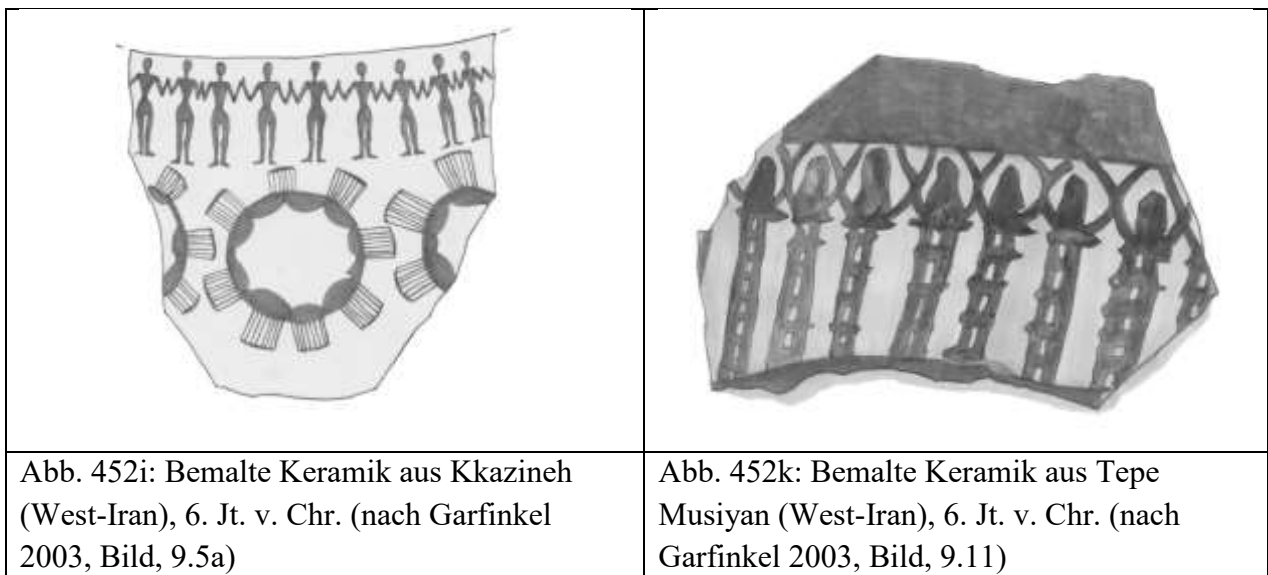 Abb. 452i: Bemalte Keramik aus Kkazineh
(West-Iran), 6. Jt. v. Chr. (nach Garfinkel
2003, Bild, 9.5a)
Abb. 452k: Bemalte Keramik aus Tepe
Musiyan (West-Iran), 6. Jt. v. Chr. (nach
Garfinkel 2003, Bild, 9.11)